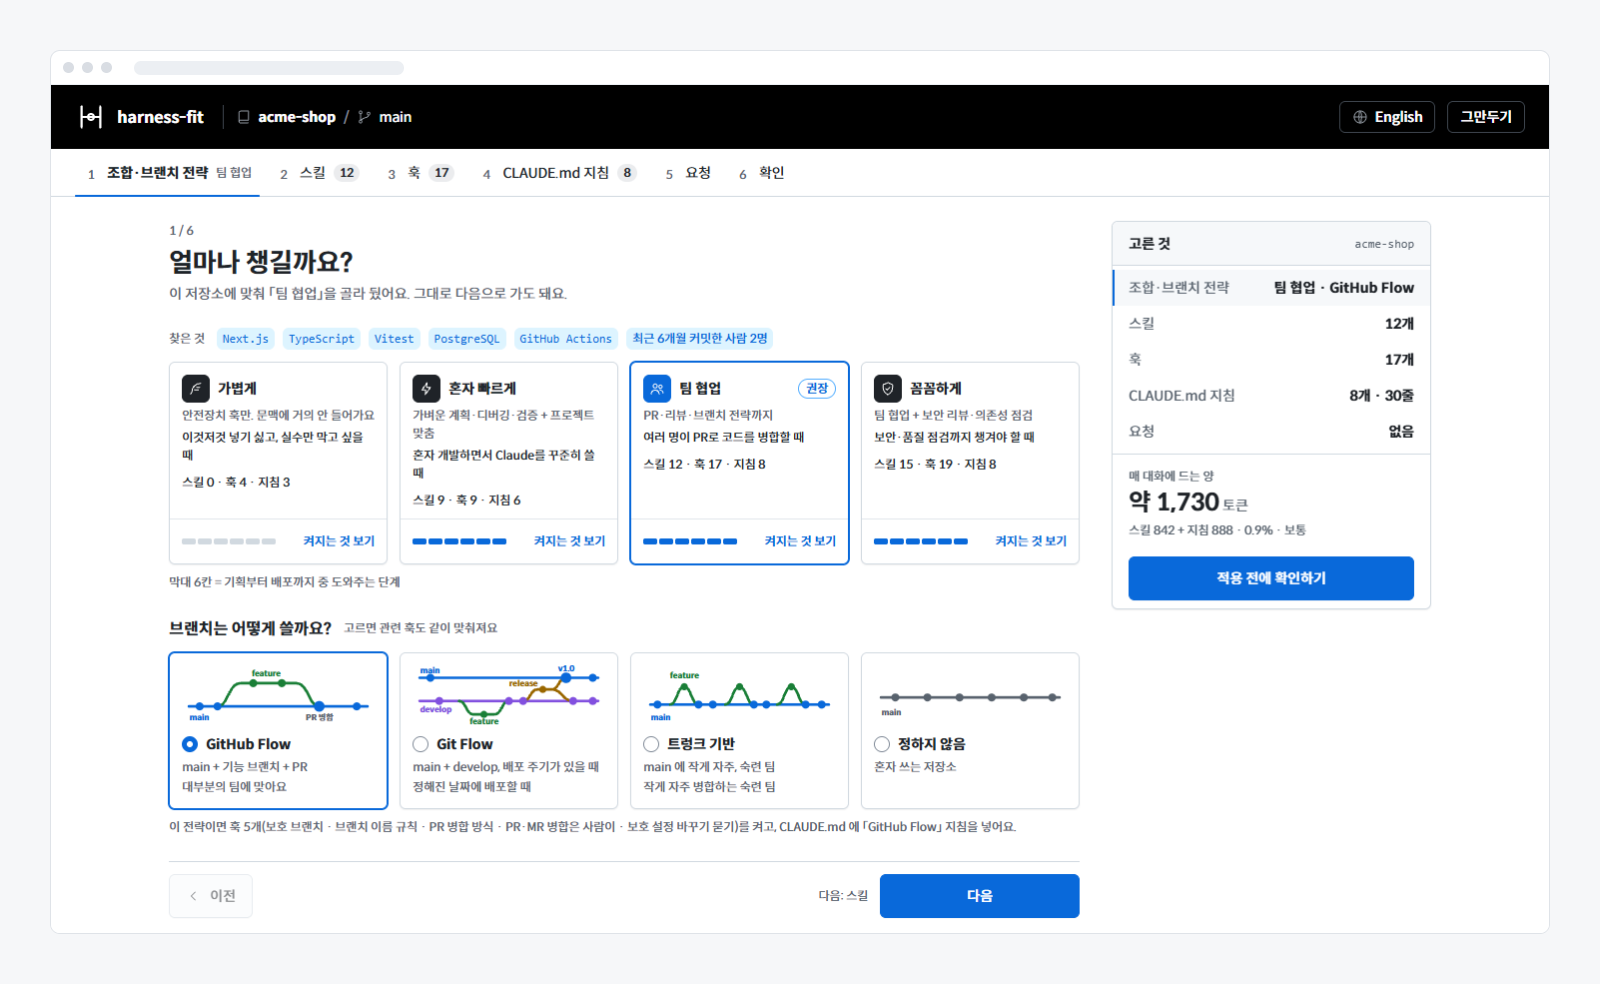 harness-fit
acme-shop / main
English
그만두기
1 조합·브랜치 전략 팀 협업
2 스킬 12
3 훅 17
4 CLAUDE.md 지침 8
5 요청
6 확인
1 / 6
얼마나 챙길까요?
이 저장소에 맞춰 「팀 협업」을 골라 뒀어요. 그대로 다음으로 가도 돼요.
찾은 것 Next.js TypeScript Vitest PostgreSQL GitHub Actions 최근 6개월 커밋한 사람 2명
가볍게
안전장치 훅만. 문맥에 거의 안 들어가요
이것저것 넣기 싫고, 실수만 막고 싶을
때
스킬 0 · 훅 4 · 지침 3
켜지는 것 보기
혼자 빠르게
가벼운 계획·디버깅·검증 + 프로젝트
맞춤
혼자 개발하면서 Claude를 꾸준히 쓸
때
스킬 9 · 훅 9 · 지침 6
켜지는 것 보기
팀 협업 권장
PR·리뷰·브랜치 전략까지
여러 명이 PR로 코드를 병합할 때
스킬 12 · 훅 17 · 지침 8
켜지는 것 보기
꼼꼼하게
팀 협업 + 보안 리뷰·의존성 점검
보안·품질 점검까지 챙겨야 할 때
스킬 15 · 훅 19 · 지침 8
켜지는 것 보기
막대 6칸 = 기획부터 배포까지 중 도와주는 단계
브랜치는 어떻게 쓸까요? 고르면 관련 훅도 같이 맞춰져요
feature
main
PR 병합
GitHub Flow
main + 기능 브랜치 + PR
대부분의 팀에 맞아요
main
v1.0
release
develop
feature
Git Flow
main + develop, 배포 주기가 있을 때
정해진 날짜에 배포할 때
feature
main
트렁크 기반
main 에 작게 자주, 숙련 팀
작게 자주 병합하는 숙련 팀
main
정하지 않음
혼자 쓰는 저장소
이 전략이면 훅 5개(보호 브랜치 · 브랜치 이름 규칙 · PR 병합 방식 · PR·MR 병합은 사람이 · 보호 설정 바꾸기 묻기)를 켜고, CLAUDE.md 에 「GitHub Flow」 지침을 넣어요.
이전
다음: 스킬
다음
고른 것 acme-shop
조합·브랜치 전략 팀 협업 · GitHub Flow
스킬 12개
훅 17개
CLAUDE.md 지침 8개 · 30줄
요청 없음
매 대화에 드는 양
약 1,730 토큰
스킬 842 + 지침 888 · 0.9% · 보통
적용 전에 확인하기